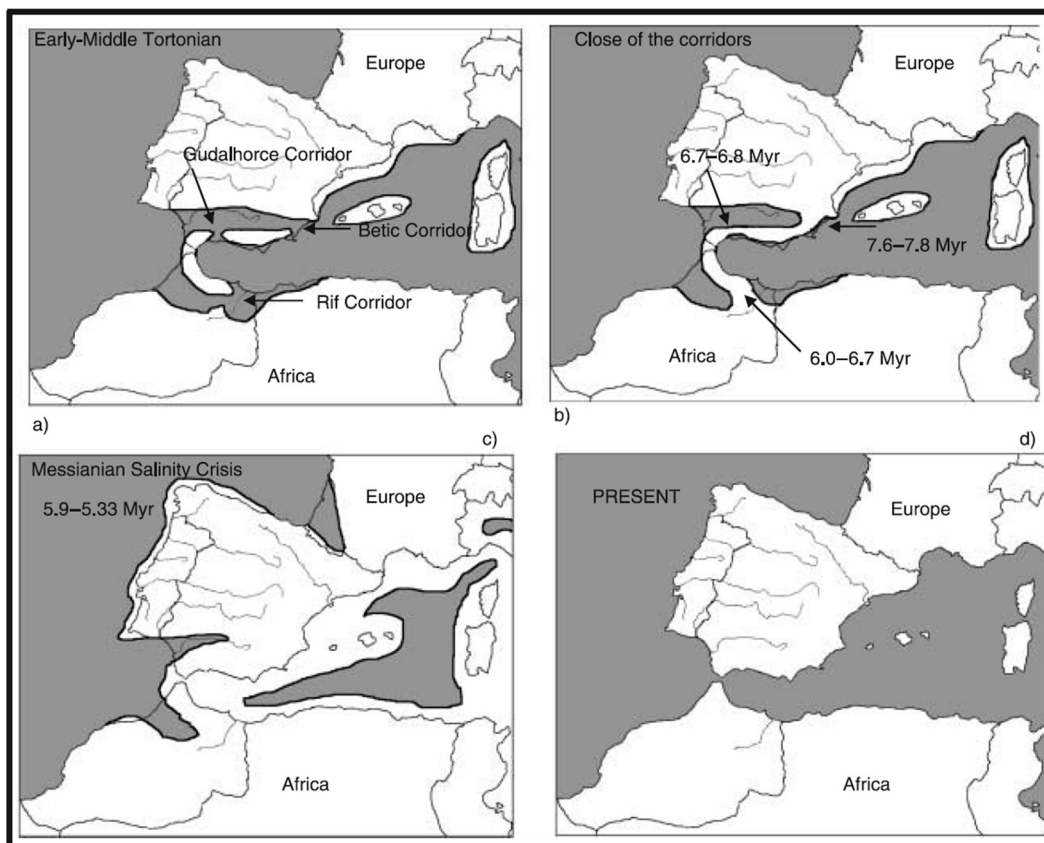 Early-Middle Tortonian
Europe
Gudalhorce Corridor
Betic Corridor
Rif Corridor
Africa
a)
Close of the corridors
Europe
6.7–6.8 Myr
7.6–7.8 Myr
6.0–6.7 Myr
Africa
b)
c)
Messianian Salinity Crisis
5.9–5.33 Myr
Europe
Africa
d)
PRESENT
Europe
Africa